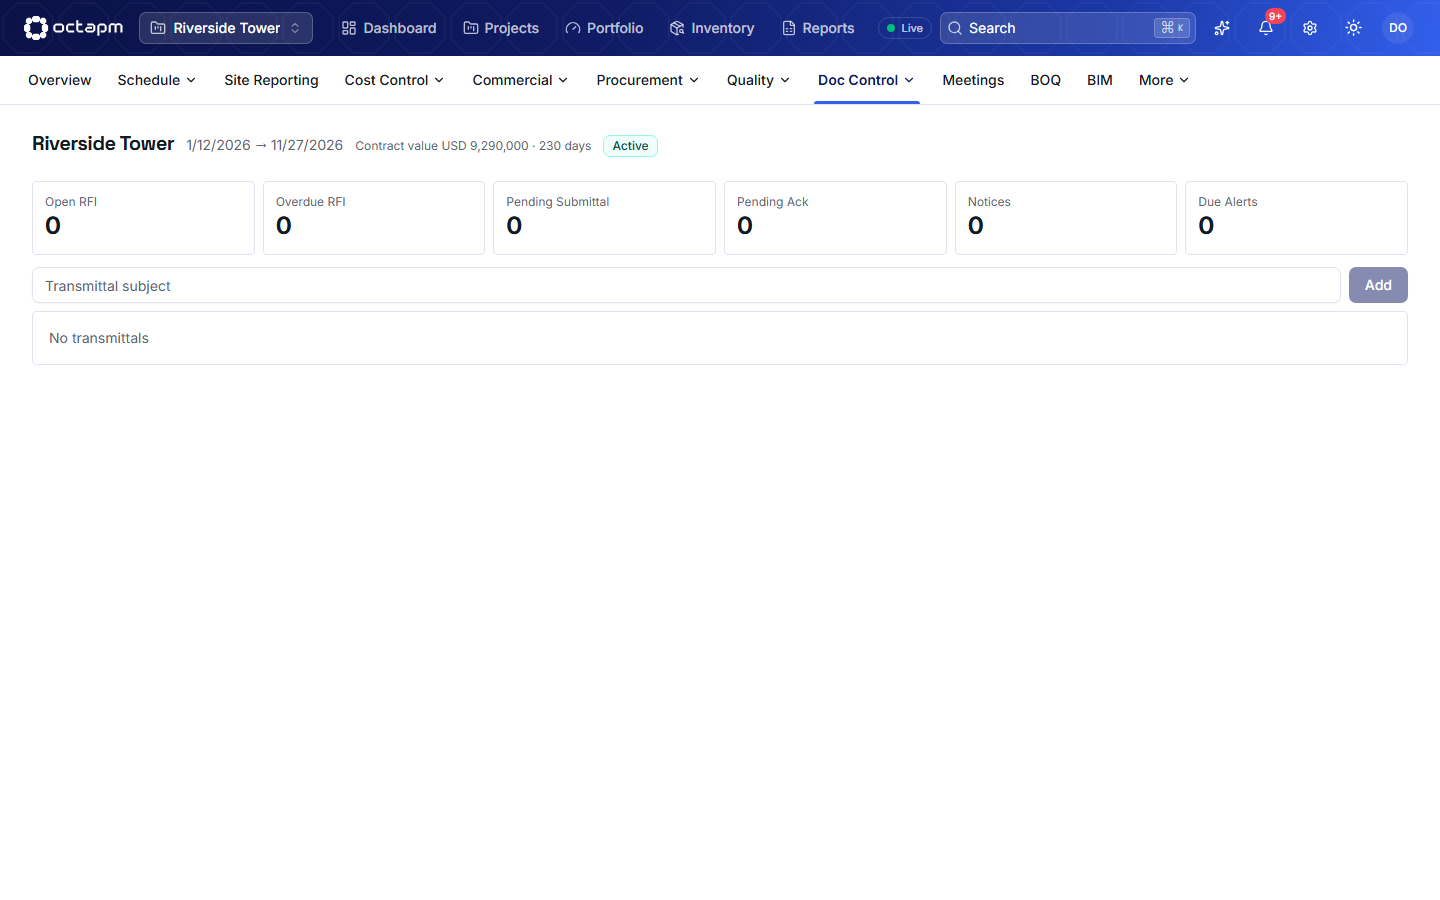 octapm
Riverside Tower
Dashboard
Projects
Portfolio
Inventory
Reports
Live
Search
⌘ K
9+
DO
Overview
Schedule
Site Reporting
Cost Control
Commercial
Procurement
Quality
Doc Control
Meetings
BOQ
BIM
More
Riverside Tower 1/12/2026 → 11/27/2026 Contract value USD 9,290,000 · 230 days Active
Open RFI
0
Overdue RFI
0
Pending Submittal
0
Pending Ack
0
Notices
0
Due Alerts
0
Transmittal subject
Add
No transmittals